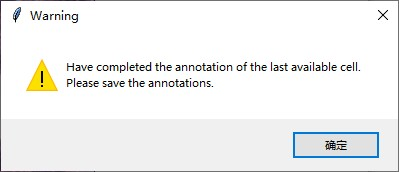 Warning
Have completed the annotation of the last available cell.
Please save the annotations.
确定